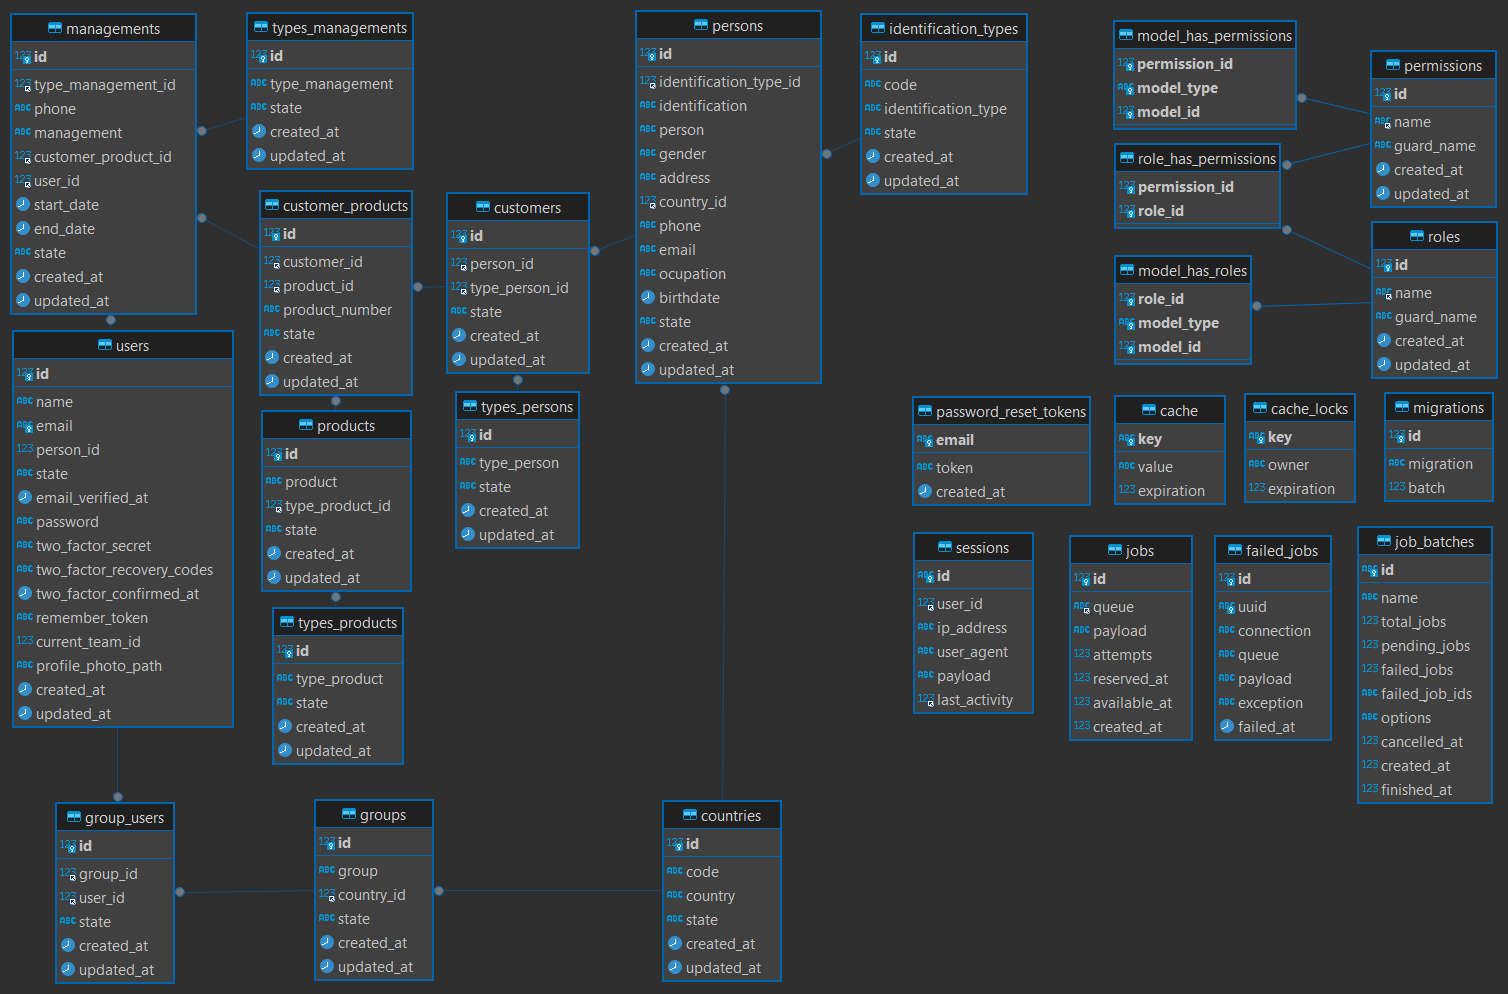 managements
id
type_management_id
phone
management
customer_product_id
user_id
start_date
end_date
state
created_at
updated_at
types_managements
id
type_management
state
created_at
updated_at
customer_products
id
customer_id
product_id
product_number
state
created_at
updated_at
customers
id
person_id
type_person_id
state
created_at
updated_at
persons
id
identification_type_id
identification
person
gender
address
country_id
phone
email
ocupation
birthdate
state
created_at
updated_at
identification_types
id
code
identification_type
state
created_at
updated_at
model_has_permissions
permission_id
model_type
model_id
permissions
id
name
guard_name
created_at
updated_at
role_has_permissions
permission_id
role_id
roles
id
name
guard_name
created_at
updated_at
model_has_roles
role_id
model_type
model_id
users
id
name
email
person_id
state
email_verified_at
password
two_factor_secret
two_factor_recovery_codes
two_factor_confirmed_at
remember_token
current_team_id
profile_photo_path
created_at
updated_at
products
id
product
type_product_id
state
created_at
updated_at
types_persons
id
type_person
state
created_at
updated_at
types_products
id
type_product
state
created_at
updated_at
password_reset_tokens
email
token
created_at
cache
key
value
expiration
cache_locks
key
owner
expiration
migrations
id
migration
batch
sessions
id
user_id
ip_address
user_agent
payload
last_activity
jobs
id
queue
payload
attempts
reserved_at
available_at
created_at
failed_jobs
id
uuid
connection
queue
payload
exception
failed_at
job_batches
id
name
total_jobs
pending_jobs
failed_jobs
failed_job_ids
options
cancelled_at
created_at
finished_at
group_users
id
group_id
user_id
state
created_at
updated_at
groups
id
group
country_id
state
created_at
updated_at
countries
id
code
country
state
created_at
updated_at